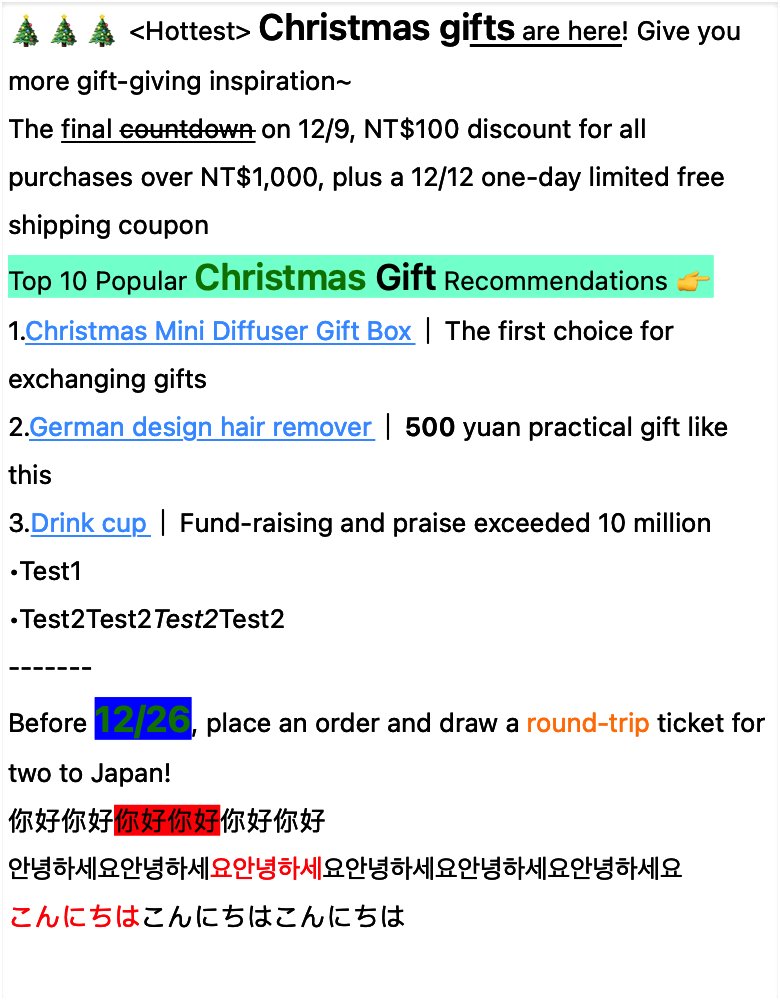 🎄 🎄 🎄 <Hottest> Christmas gifts are here! Give you
more gift-giving inspiration~
The final countdown on 12/9, NT$100 discount for all
purchases over NT$1,000, plus a 12/12 one-day limited free
shipping coupon
Top 10 Popular Christmas Gift Recommendations 👉
1.Christmas Mini Diffuser Gift Box｜The first choice for
exchanging gifts
2.German design hair remover｜500 yuan practical gift like
this
3.Drink cup｜Fund-raising and praise exceeded 10 million
•Test1
•Test2Test2Test2Test2
-------
Before 12/26, place an order and draw a round-trip ticket for
two to Japan!
你好你好你好你好你好你好
안녕하세요안녕하세요안녕하세요안녕하세요안녕하세요안녕하세요
こんにちはこんにちはこんにちは